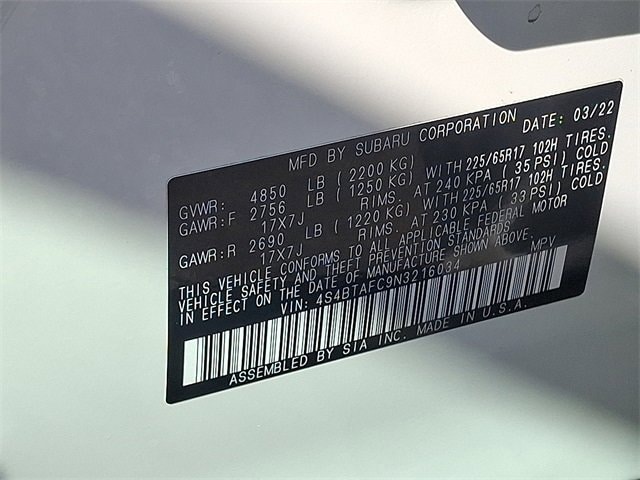 MFD BY SUBARU CORPORATION DATE: 03/22
GVWR: 4850 LB (2200 KG)
GAWR:F 2756 LB (1250 KG) WITH 225/65R17 102H TIRES.
17X7J RIMS. AT 240 KPA (35 PSI) COLD
GAWR:R 2690 LB (1220 KG) WITH 225/65R17 102H TIRES.
17X7J RIMS. AT 230 KPA (33 PSI) COLD
THIS VEHICLE CONFORMS TO ALL APPLICABLE FEDERAL MOTOR
VEHICLE SAFETY AND THEFT PREVENTION STANDARDS
IN EFFECT ON THE DATE OF MANUFACTURE SHOWN ABOVE.
VIN: 4S4BTAFC9N3216034 MPV
ASSEMBLED BY SIA INC. MADE IN U.S.A.